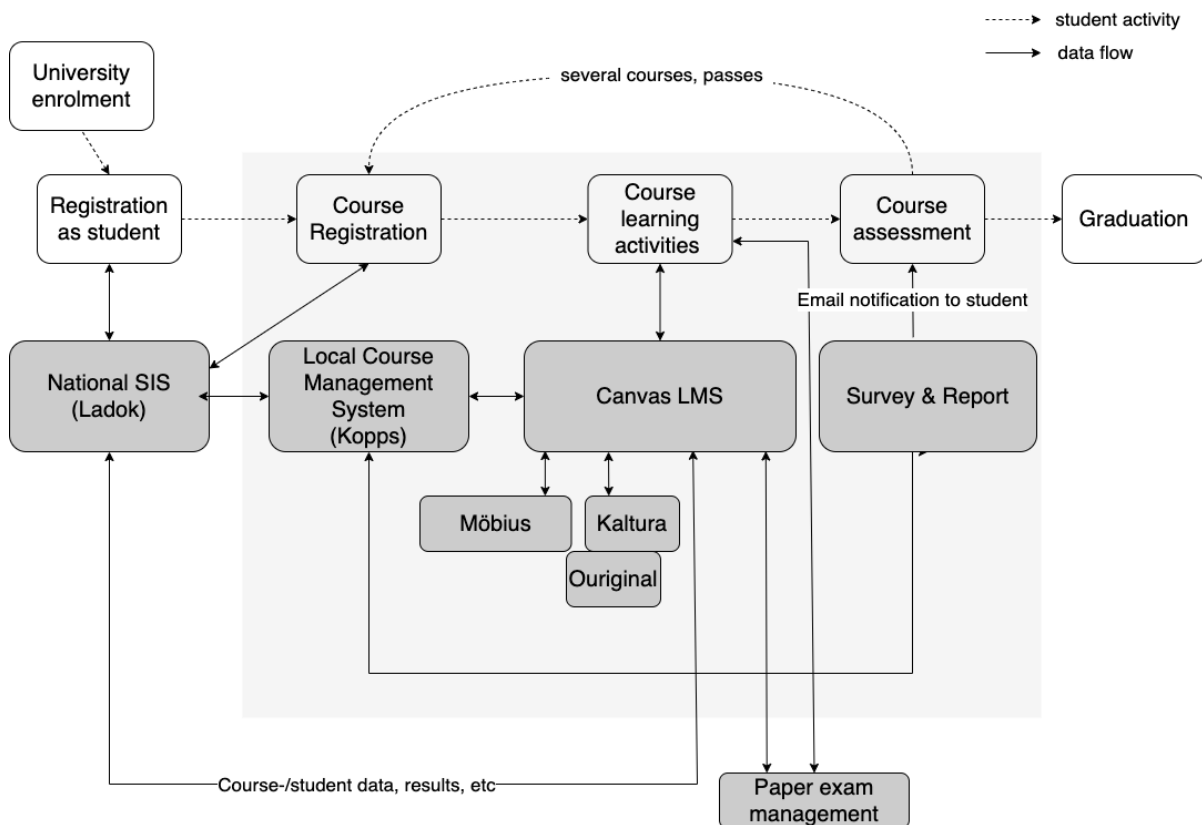 student activity
data flow
University
enrolment
several courses, passes
Registration
as student
Course
Registration
Course
learning
activities
Course
assessment
Graduation
Email notification to student
National SIS
(Ladok)
Local Course
Management
System
(Kopps)
Canvas LMS
Survey & Report
Möbius
Kaltura
Ouriginal
Course-/student data, results, etc
Paper exam
management